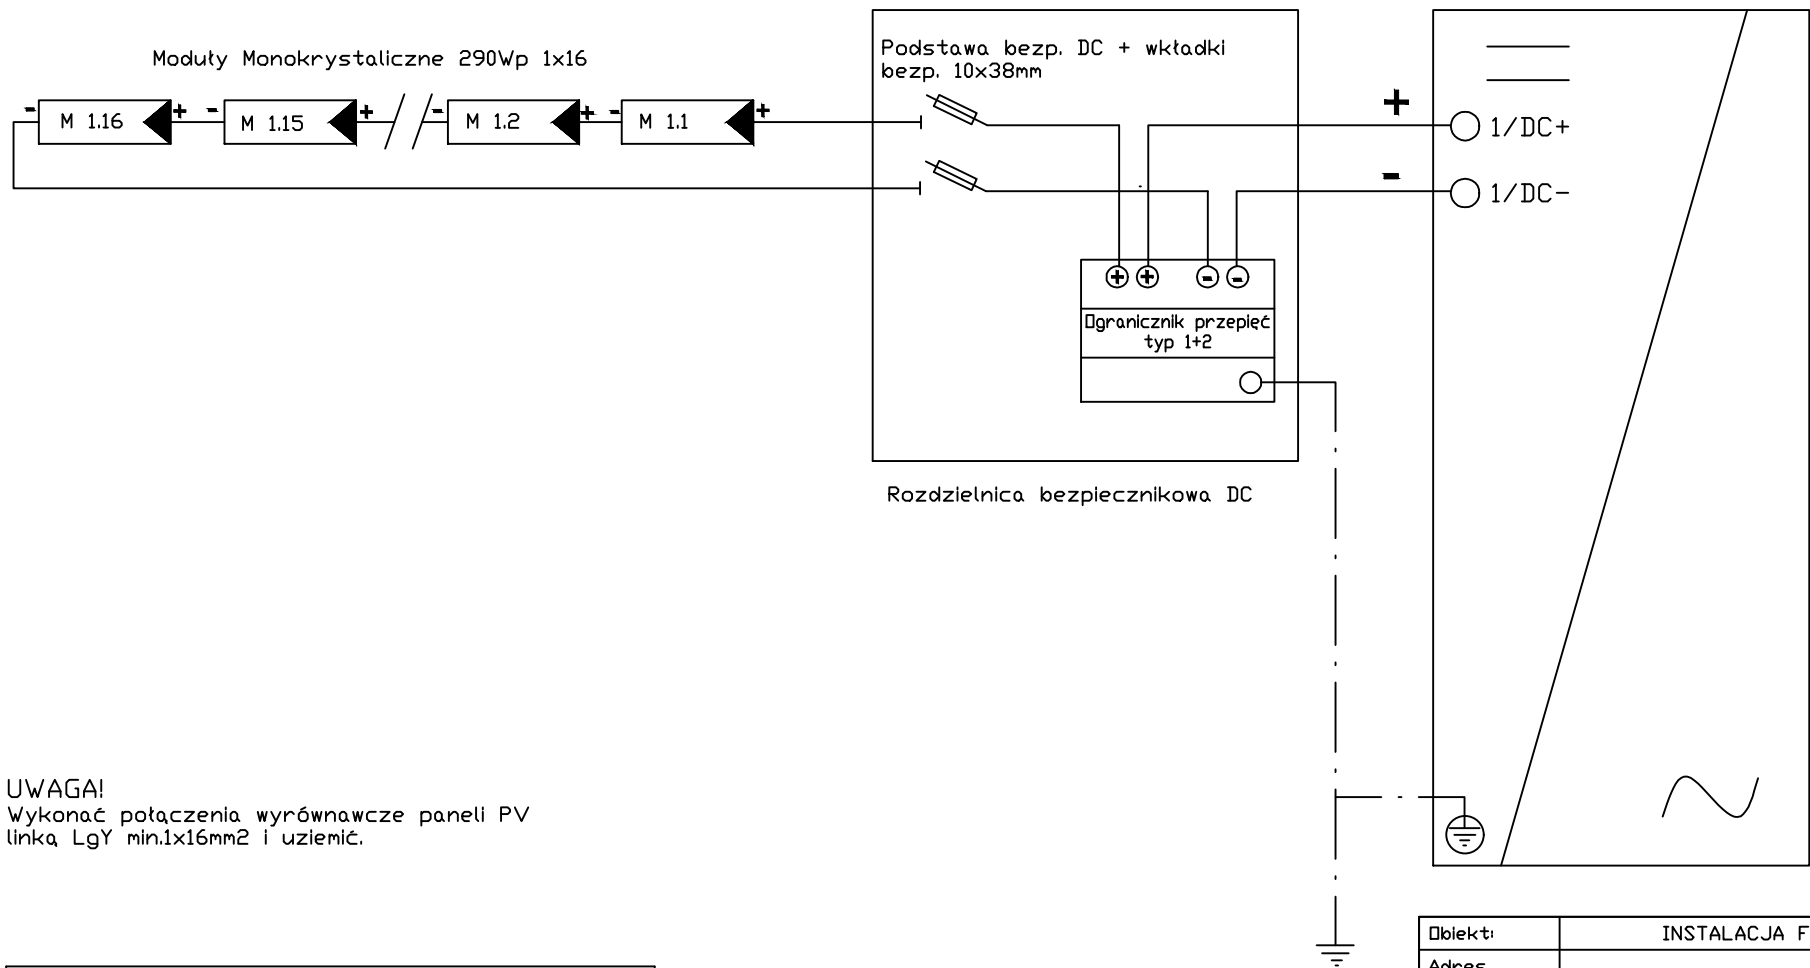 Moduły Monokrystaliczne 290Wp 1x16
- M 1.16 + - M 1.15 + - M 1.2 + - M 1.1 +
Podstawa bezp. DC + wkładki
bezp. 10x38mm
+
1/DC+
-
1/DC-
+ + - -
Ogranicznik przepięć
typ 1+2
Rozdzielnica bezpiecznikowa DC
UWAGA!
Wykonać połączenia wyrównawcze paneli PV
linką LgY min.1x16mm2 i uziemić.
Obiekt: INSTALACJA F
Adres